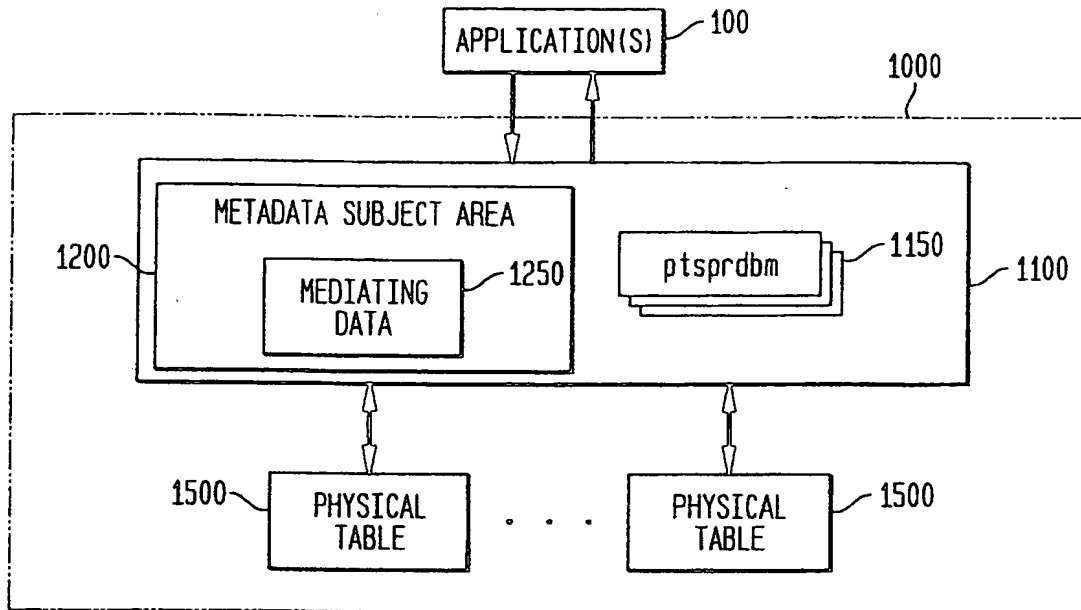 APPLICATION(S)
100
1000
METADATA SUBJECT AREA
1200
MEDIATING
DATA
1250
ptsprdbm
1150
1100
1500
PHYSICAL
TABLE
. . .
PHYSICAL
TABLE
1500